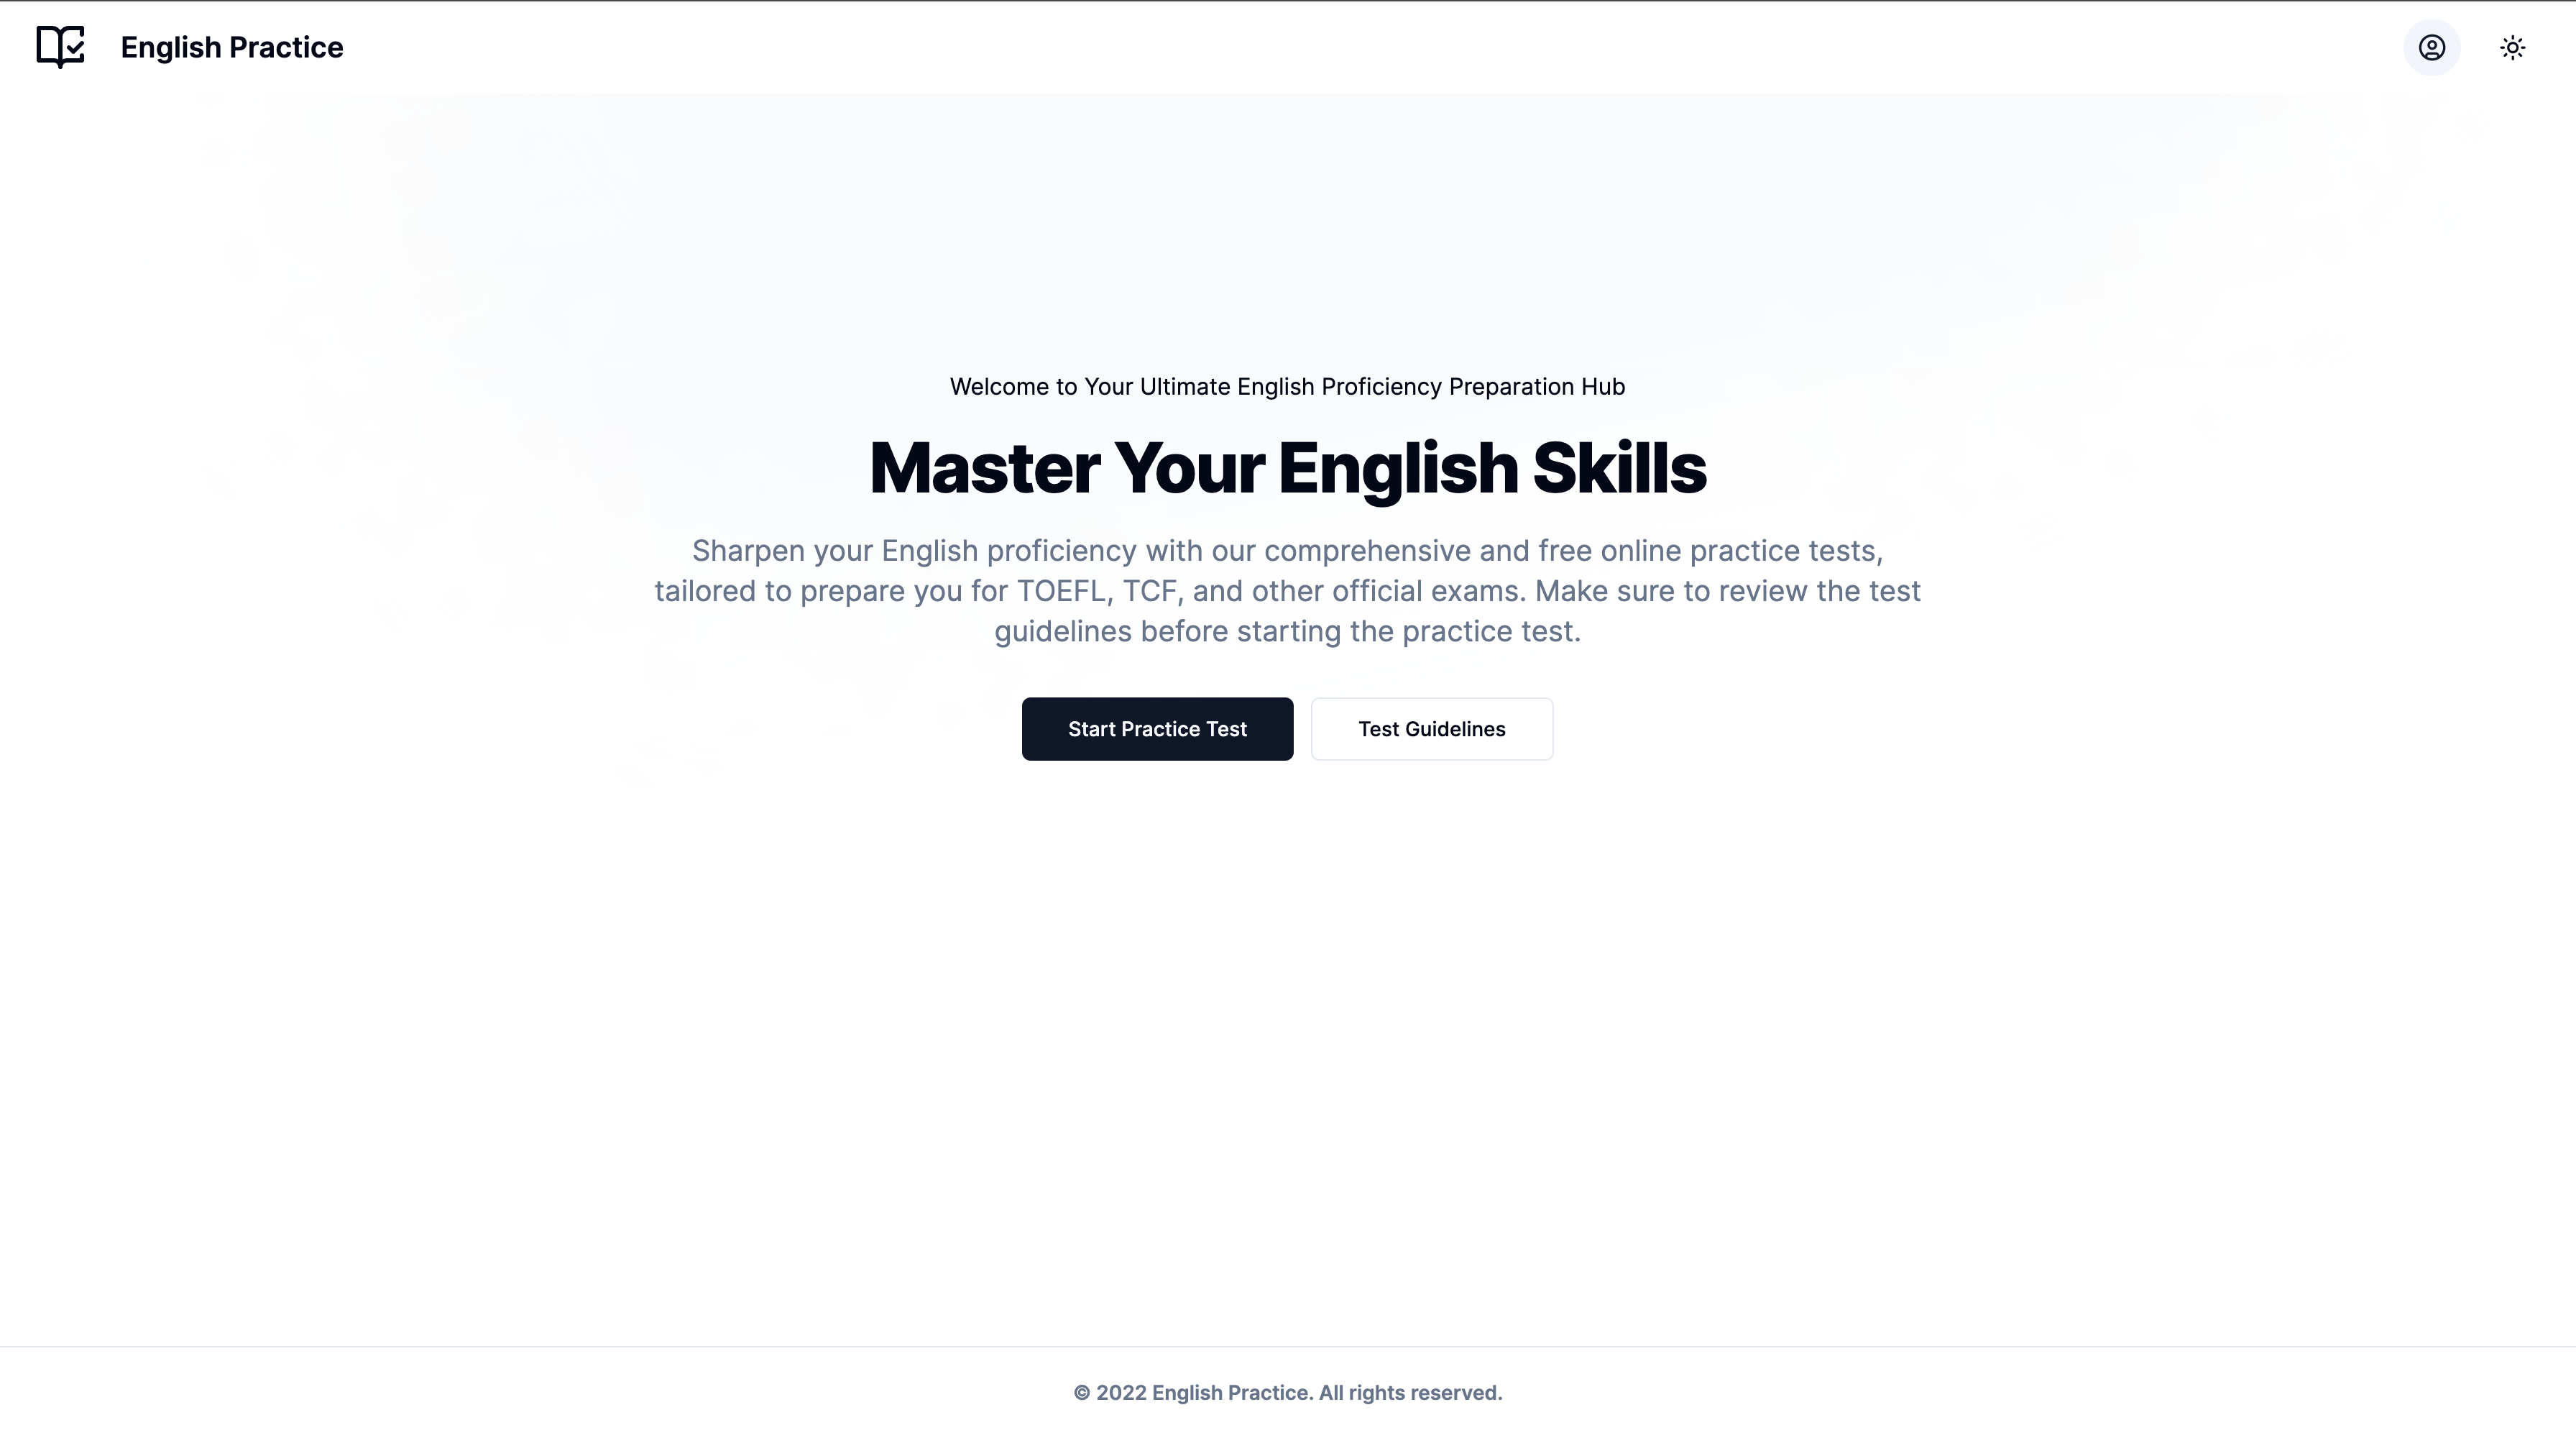 English Practice
Welcome to Your Ultimate English Proficiency Preparation Hub
Master Your English Skills
Sharpen your English proficiency with our comprehensive and free online practice tests,
tailored to prepare you for TOEFL, TCF, and other official exams. Make sure to review the test
guidelines before starting the practice test.
Start Practice Test
Test Guidelines
© 2022 English Practice. All rights reserved.